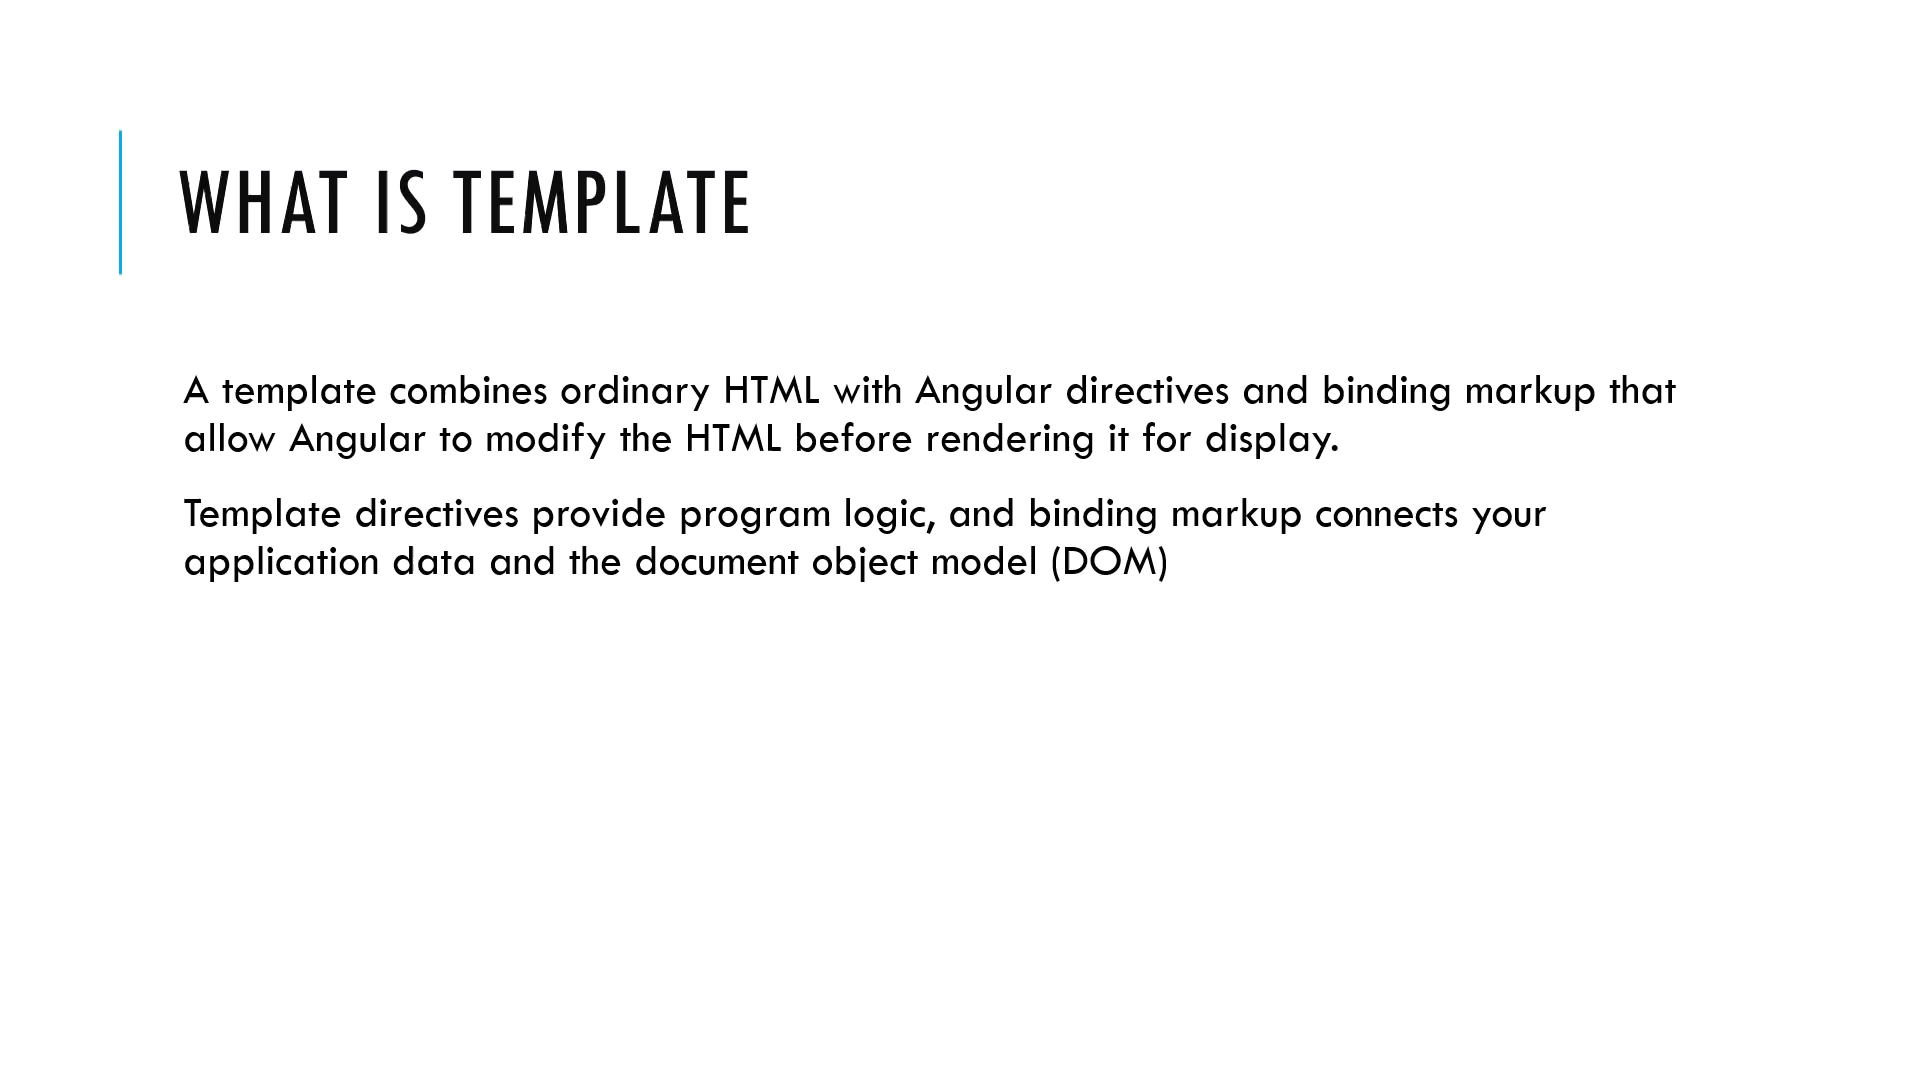 WHAT IS TEMPLATE
A template combines ordinary HTML with Angular directives and binding markup that
allow Angular to modify the HTML before rendering it for display.
Template directives provide program logic, and binding markup connects your
application data and the document object model (DOM)